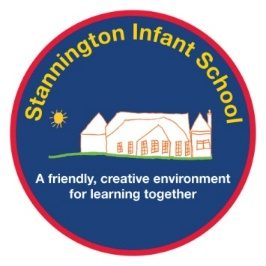 Stannington Infant School
A friendly, creative environment
for learning together